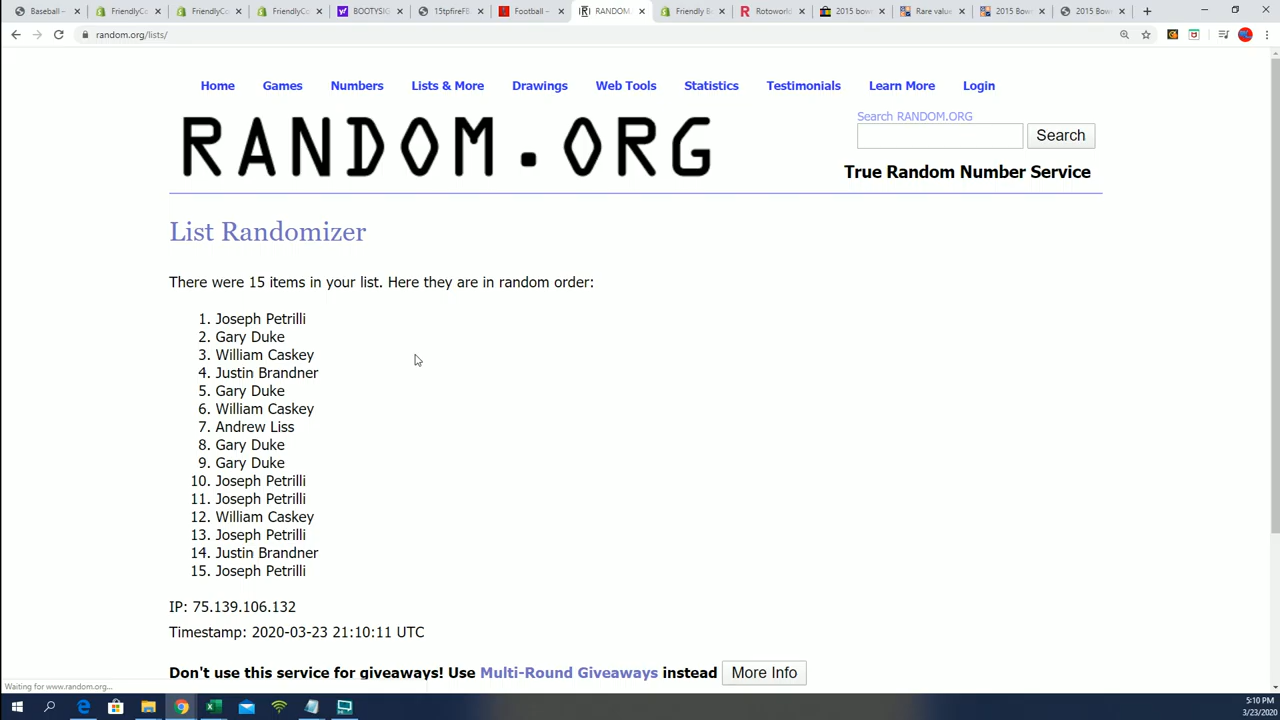 Baseball –
FriendlyCo
FriendlyCo
FriendlyCo
BOOTYSIG
15tpfireFB
Football –
RANDOM
Friendly B
Rotoworld
2015 bow
Rare value
2015 Bow
2015 Bow
random.org/lists/
Home Games Numbers Lists & More Drawings Web Tools Statistics Testimonials Learn More Login
RANDOM.ORG
Search RANDOM.ORG
Search
True Random Number Service
List Randomizer
There were 15 items in your list. Here they are in random order:
1. Joseph Petrilli
2. Gary Duke
3. William Caskey
4. Justin Brandner
5. Gary Duke
6. William Caskey
7. Andrew Liss
8. Gary Duke
9. Gary Duke
10. Joseph Petrilli
11. Joseph Petrilli
12. William Caskey
13. Joseph Petrilli
14. Justin Brandner
15. Joseph Petrilli
IP: 75.139.106.132
Timestamp: 2020-03-23 21:10:11 UTC
Don't use this service for giveaways! Use Multi-Round Giveaways instead More Info
Waiting for www.random.org...
5:10 PM
3/23/2020